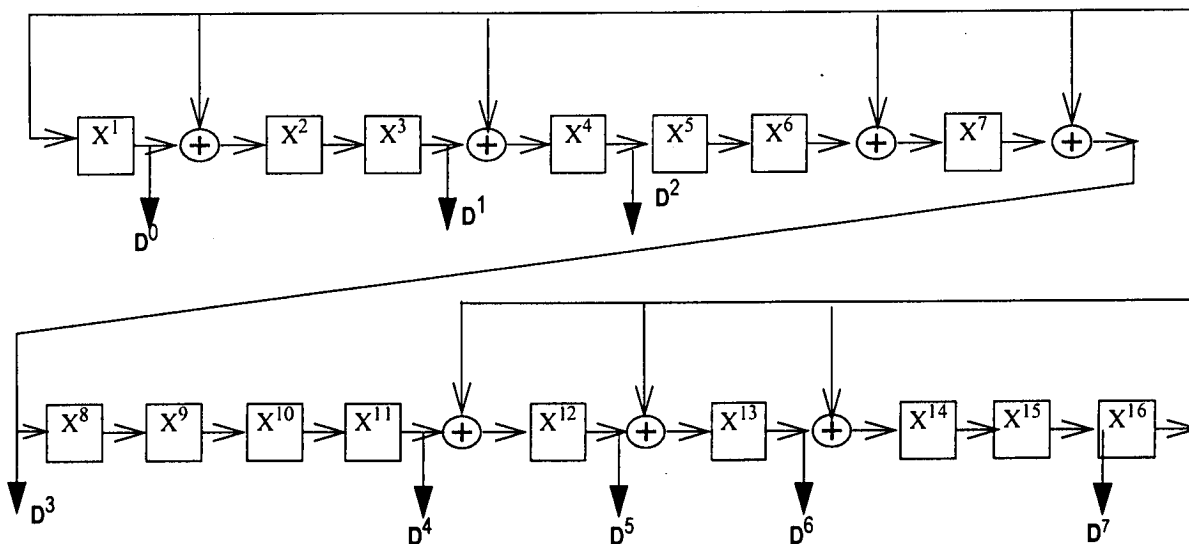 X¹ + X² X³ + X⁴ X⁵ X⁶ + X⁷ +
D⁰ D¹ D²
X⁸ X⁹ X¹⁰ X¹¹ + X¹² + X¹³ + X¹⁴ X¹⁵ X¹⁶
D³ D⁴ D⁵ D⁶ D⁷